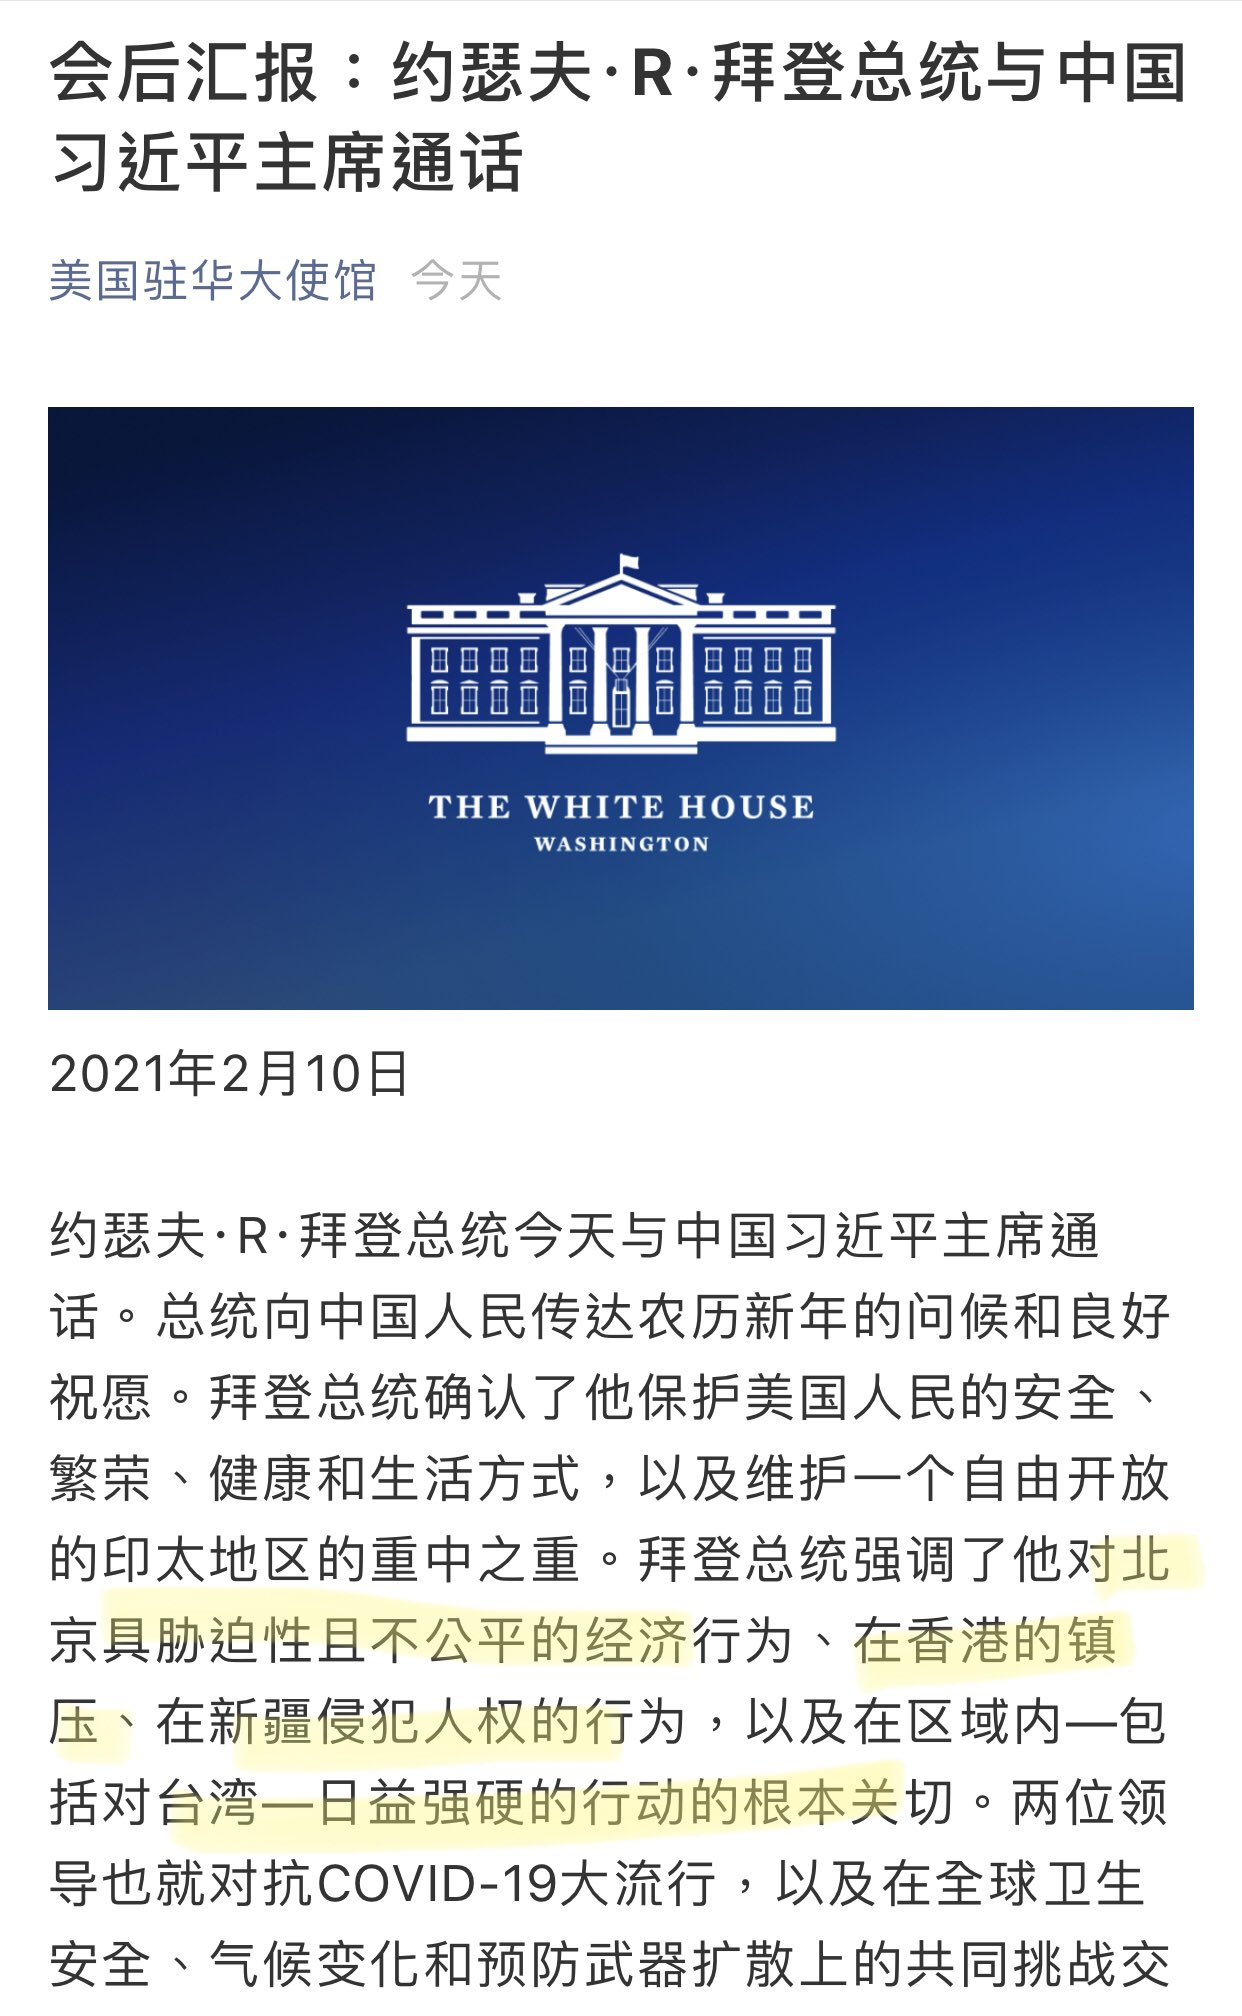 会后汇报：约瑟夫·R·拜登总统与中国
习近平主席通话
美国驻华大使馆 今天
THE WHITE HOUSE
WASHINGTON
2021年2月10日
约瑟夫·R·拜登总统今天与中国习近平主席通
话。总统向中国人民传达农历新年的问候和良好
祝愿。拜登总统确认了他保护美国人民的安全、
繁荣、健康和生活方式，以及维护一个自由开放
的印太地区的重中之重。拜登总统强调了他对北
京具胁迫性且不公平的经济行为、在香港的镇
压、在新疆侵犯人权的行为，以及在区域内—包
括对台湾—日益强硬的行动的根本关切。两位领
导也就对抗COVID-19大流行，以及在全球卫生
安全、气候变化和预防武器扩散上的共同挑战交